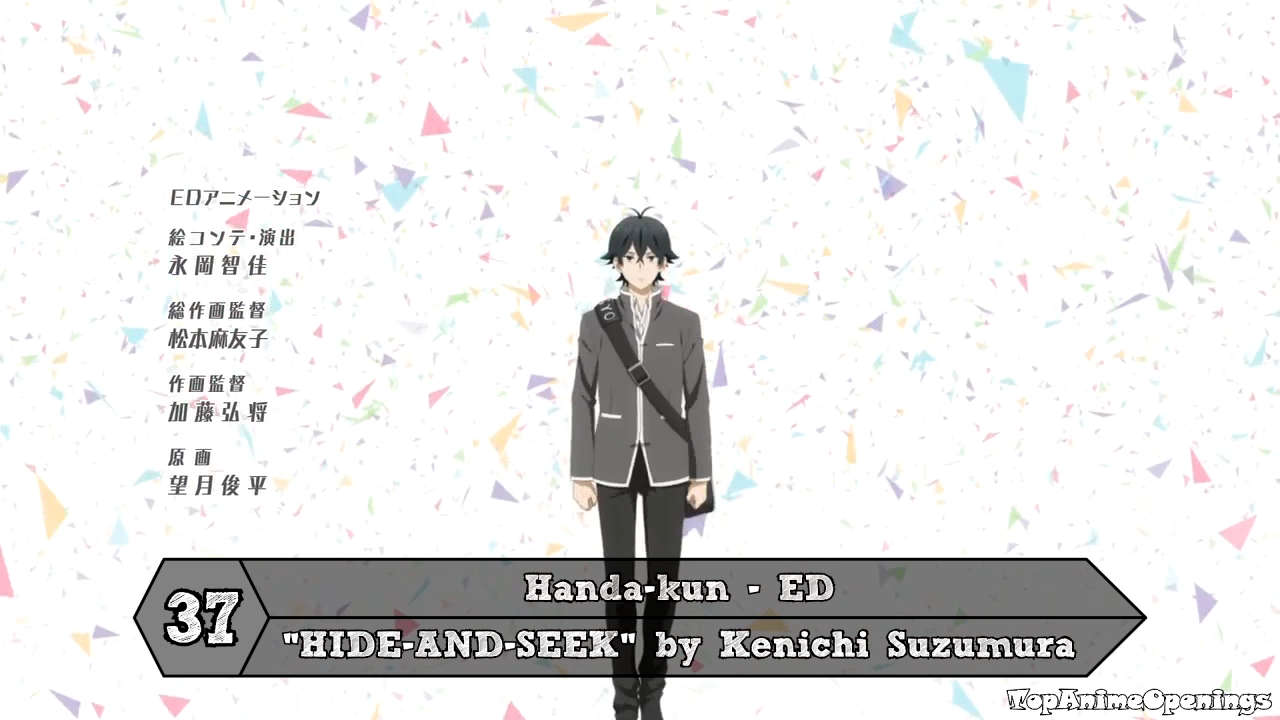 EDアニメーション
絵コンテ・演出
永岡智佳
総作画監督
松本麻友子
作画監督
加藤弘将
原画
望月俊平
YO
37
Handa-kun - ED
"HIDE-AND-SEEK" by Kenichi Suzumura
TopAnimeOpenings